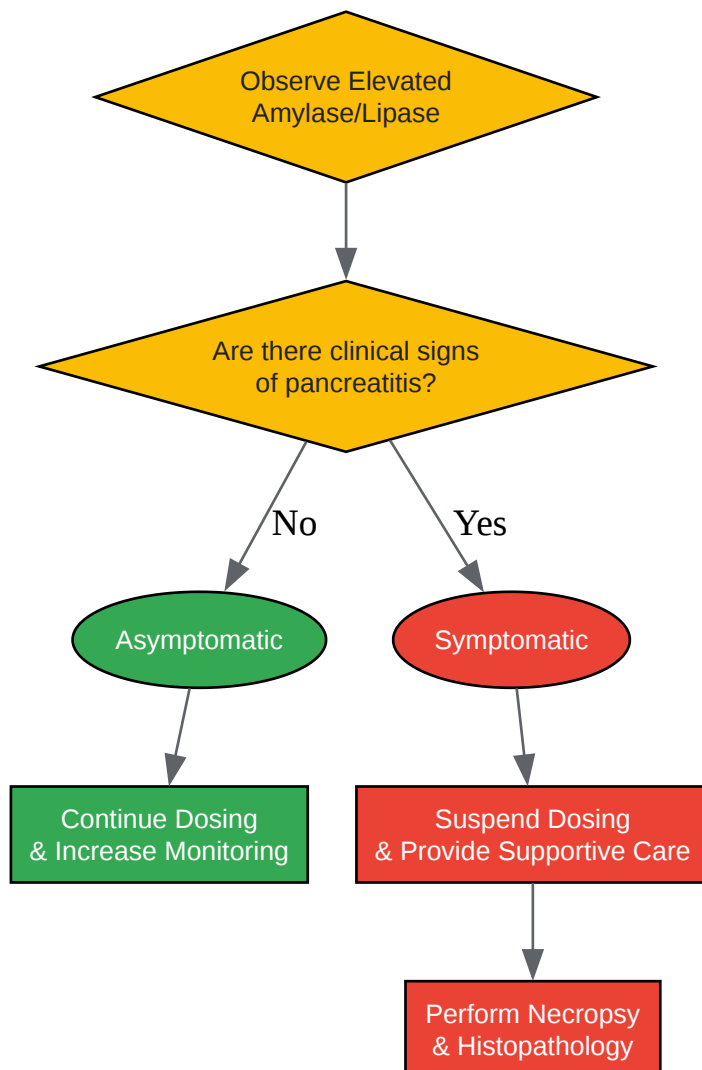 Observe Elevated
Amylase/Lipase
Are there clinical signs
of pancreatitis?
No
Yes
Asymptomatic
Symptomatic
Continue Dosing
& Increase Monitoring
Suspend Dosing
& Provide Supportive Care
Perform Necropsy
& Histopathology